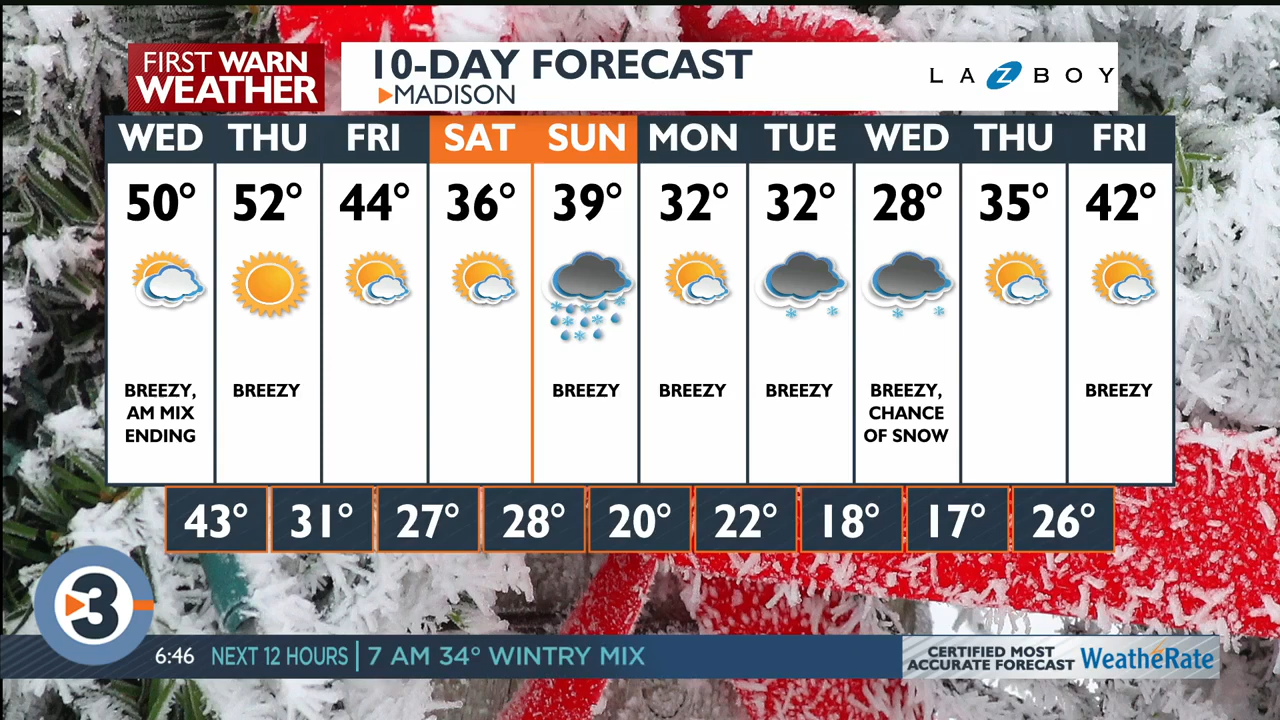 FIRST WARN
WEATHER
10-DAY FORECAST
MADISON
LA Z BOY
WED THU FRI SAT SUN MON TUE WED THU FRI
50° 52° 44° 36° 39° 32° 32° 28° 35° 42°
BREEZY, BREEZY BREEZY BREEZY BREEZY BREEZY, BREEZY
AM MIX CHANCE
ENDING OF SNOW
43° 31° 27° 28° 20° 22° 18° 17° 26°
3
6:46 NEXT 12 HOURS | 7 AM 34° WINTRY MIX
CERTIFIED MOST
ACCURATE FORECAST WeatheRate